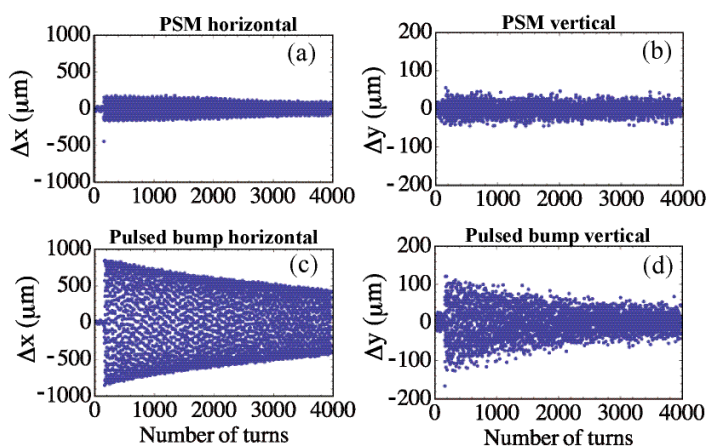 PSM horizontal
PSM vertical
1000
500
0
-500
-1000
Δx (μm)
(a)
0 1000 2000 3000 4000
200
100
0
-100
-200
Δy (μm)
(b)
0 1000 2000 3000 4000
Pulsed bump horizontal
Pulsed bump vertical
1000
500
0
-500
-1000
Δx (μm)
(c)
0 1000 2000 3000 4000
Number of turns
200
100
0
-100
-200
Δy (μm)
(d)
0 1000 2000 3000 4000
Number of turns